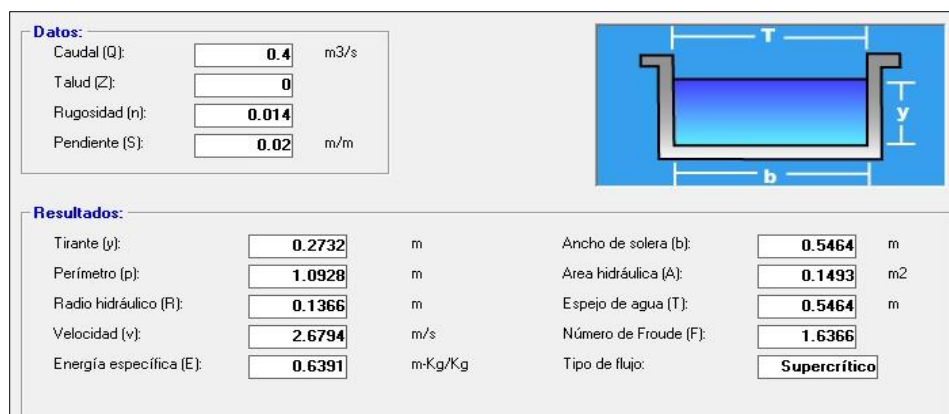 Datos:
Caudal (Q): 0.4 m3/s
Talud (Z): 0
Rugosidad (n): 0.014
Pendiente (S): 0.02 m/m
T
y
b
Resultados:
Tirante (y): 0.2732 m Ancho de solera (b): 0.5464 m
Perímetro (p): 1.0928 m Area hidráulica (A): 0.1493 m2
Radio hidráulico (R): 0.1366 m Espejo de agua (T): 0.5464 m
Velocidad (v): 2.6794 m/s Número de Froude (F): 1.6366
Energía específica (E): 0.6391 m-Kg/Kg Tipo de flujo: Supercrítico